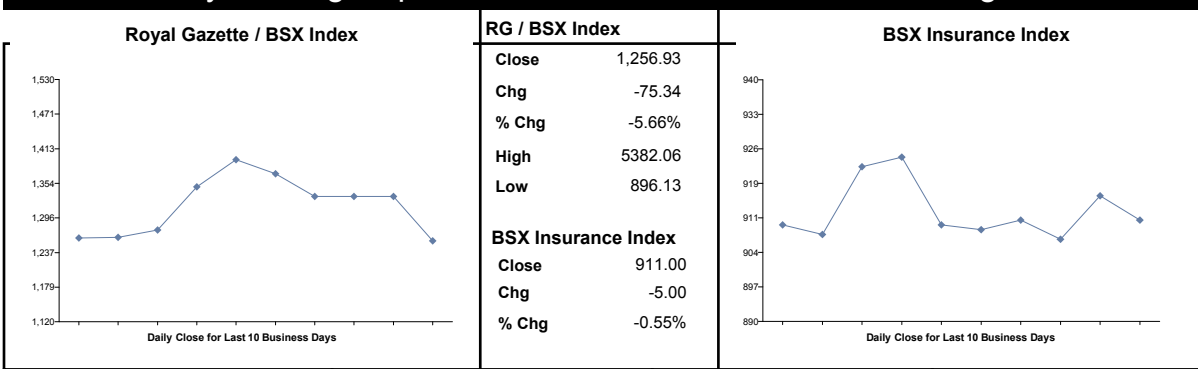 Royal Gazette / BSX Index
1,530
1,471
1,413
1,354
1,296
1,237
1,179
1,120
Daily Close for Last 10 Business Days
RG / BSX Index
Close 1,256.93
Chg -75.34
% Chg -5.66%
High 5382.06
Low 896.13
BSX Insurance Index
Close 911.00
Chg -5.00
% Chg -0.55%
BSX Insurance Index
940
933
926
919
911
904
897
890
Daily Close for Last 10 Business Days